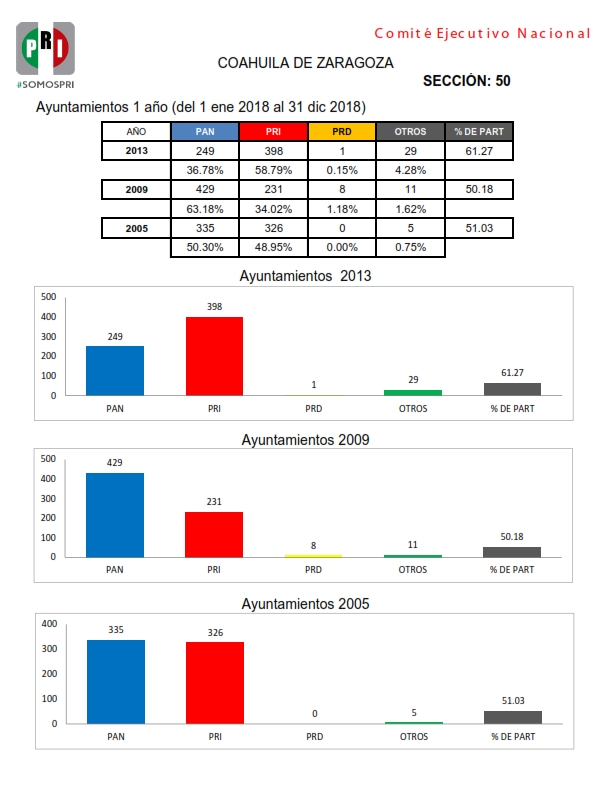 PRI
#SOMOSPRI
Comité Ejecutivo Nacional
COAHUILA DE ZARAGOZA
SECCIÓN: 50
Ayuntamientos 1 año (del 1 ene 2018 al 31 dic 2018)
AÑO PAN PRI PRD OTROS % DE PART
2013 249 398 1 29 61.27
36.78% 58.79% 0.15% 4.28%
2009 429 231 8 11 50.18
63.18% 34.02% 1.18% 1.62%
2005 335 326 0 5 51.03
50.30% 48.95% 0.00% 0.75%
Ayuntamientos 2013
500
400
300
200
100
0
249 398 1 29 61.27
PAN PRI PRD OTROS % DE PART
Ayuntamientos 2009
500
400
300
200
100
0
429 231 8 11 50.18
PAN PRI PRD OTROS % DE PART
Ayuntamientos 2005
400
300
200
100
0
335 326 0 5 51.03
PAN PRI PRD OTROS % DE PART